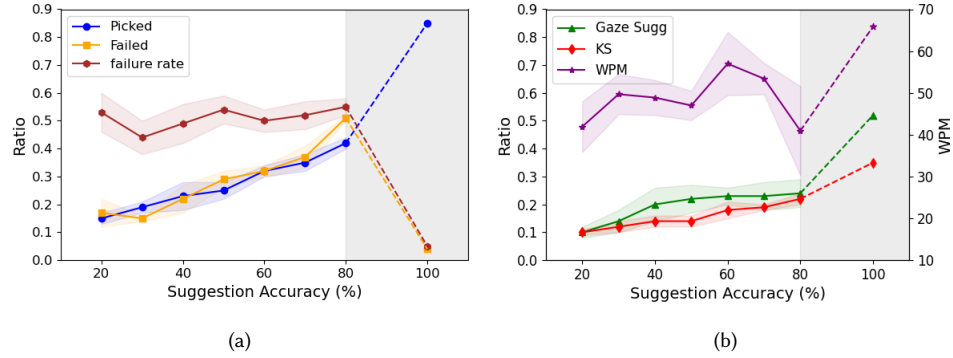 0.9
0.8
0.7
0.6
0.5
0.4
0.3
0.2
0.1
0.0
Ratio
Picked
Failed
failure rate
20 40 60 80 100
Suggestion Accuracy (%)
(a)
0.9
0.8
0.7
0.6
0.5
0.4
0.3
0.2
0.1
0.0
Ratio
Gaze Sugg
KS
WPM
70
60
50
40
30
20
10
WPM
20 40 60 80 100
Suggestion Accuracy (%)
(b)